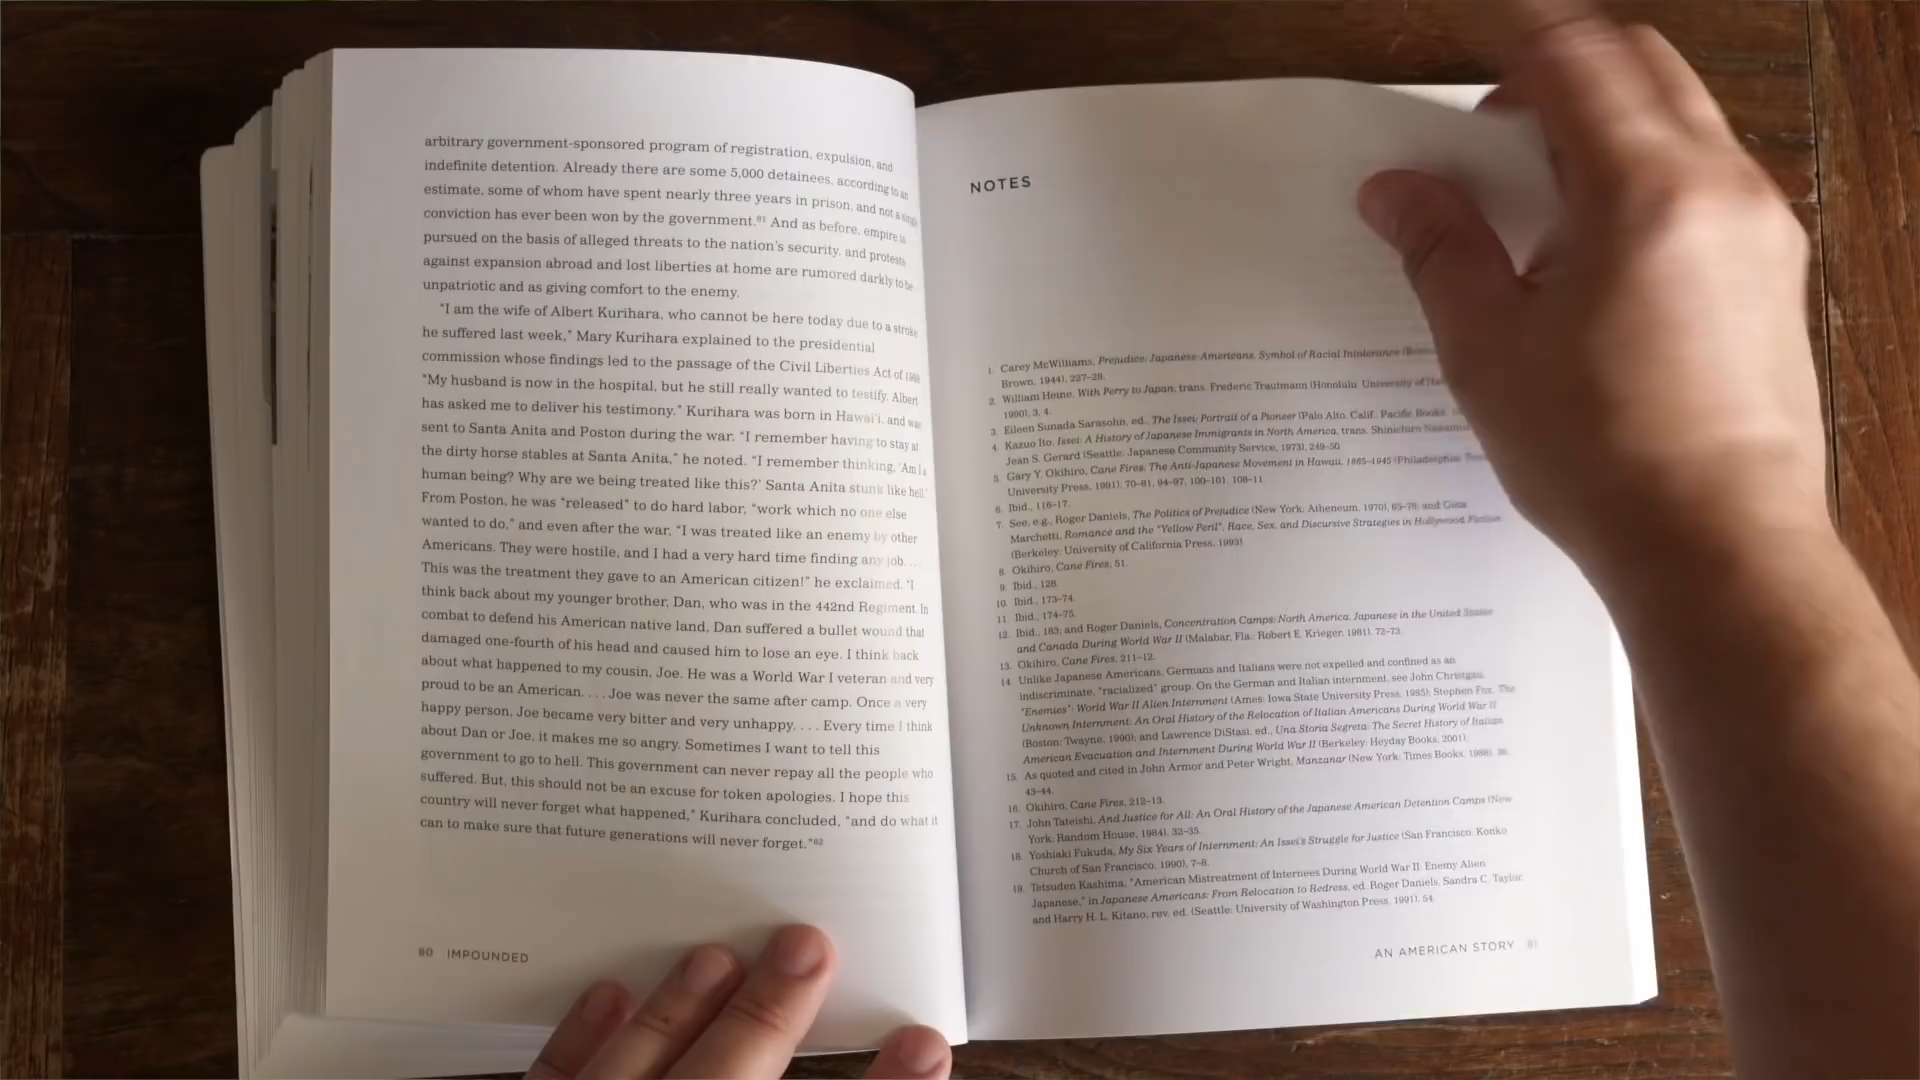 arbitrary government-sponsored program of registration, expulsion, and
indefinite detention. Already there are some 5,000 detainees, according to an
estimate, some of whom have spent nearly three years in prison, and not a single
conviction has ever been won by the government.⁸¹ And as before, empire is
pursued on the basis of alleged threats to the nation's security, and protests
against expansion abroad and lost liberties at home are rumored darkly to be
unpatriotic and as giving comfort to the enemy.
"I am the wife of Albert Kurihara, who cannot be here today due to a stroke
he suffered last week," Mary Kurihara explained to the presidential
commission whose findings led to the passage of the Civil Liberties Act of 1988.
"My husband is now in the hospital, but he still really wanted to testify. Albert
has asked me to deliver his testimony." Kurihara was born in Hawai'i, and was
sent to Santa Anita and Poston during the war. "I remember having to stay at
the dirty horse stables at Santa Anita," he noted. "I remember thinking, 'Am I a
human being? Why are we being treated like this?' Santa Anita stunk like hell."
From Poston, he was "released" to do hard labor, "work which no one else
wanted to do," and even after the war, "I was treated like an enemy by other
Americans. They were hostile, and I had a very hard time finding any job. . . .
This was the treatment they gave to an American citizen!" he exclaimed. "I
think back about my younger brother, Dan, who was in the 442nd Regiment. In
combat to defend his American native land, Dan suffered a bullet wound that
damaged one-fourth of his head and caused him to lose an eye. I think back
about what happened to my cousin, Joe. He was a World War I veteran and very
proud to be an American. . . . Joe was never the same after camp. Once a very
happy person, Joe became very bitter and very unhappy. . . . Every time I think
about Dan or Joe, it makes me so angry. Sometimes I want to tell this
government to go to hell. This government can never repay all the people who
suffered. But, this should not be an excuse for token apologies. I hope this
country will never forget what happened," Kurihara concluded, "and do what it
can to make sure that future generations will never forget."⁸²
80 IMPOUNDED
NOTES
1. Carey McWilliams, Prejudice: Japanese-Americans, Symbol of Racial Intolerance
Brown, 1944), 227–28.
2. William Heine, With Perry to Japan, trans. Frederic Trautmann (Honolulu: University of
1990), 3, 4.
3. Eileen Sunada Sarasohn, ed., The Issei: Portrait of a Pioneer (Palo Alto, Calif.: Pacific Books,
4. Kazuo Ito, Issei: A History of Japanese Immigrants in North America, trans. Shinichiro
Jean S. Gerard (Seattle: Japanese Community Service, 1973), 249–50.
5. Gary Y. Okihiro, Cane Fires: The Anti-Japanese Movement in Hawaii, 1865–1945 (Philadelphia:
University Press, 1991), 70–81, 94–97, 100–101, 108–11.
6. Ibid., 116–17.
7. See, e.g., Roger Daniels, The Politics of Prejudice (New York: Atheneum, 1970), 65–78; and Gina
Marchetti, Romance and the "Yellow Peril": Race, Sex, and Discursive Strategies in Hollywood Fiction
(Berkeley: University of California Press, 1993).
8. Okihiro, Cane Fires, 51.
9. Ibid., 128.
10. Ibid., 173–74.
11. Ibid., 174–75.
12. Ibid., 183; and Roger Daniels, Concentration Camps: North America, Japanese in the United States
and Canada During World War II (Malabar, Fla.: Robert E. Krieger, 1981), 72–73.
13. Okihiro, Cane Fires, 211–12.
14. Unlike Japanese Americans, Germans and Italians were not expelled and confined as an
indiscriminate, "racialized" group. On the German and Italian internment, see John Christgau,
"Enemies": World War II Alien Internment (Ames: Iowa State University Press, 1985); Stephen Fox, The
Unknown Internment: An Oral History of the Relocation of Italian Americans During World War II
(Boston: Twayne, 1990); and Lawrence DiStasi, ed., Una Storia Segreta: The Secret History of Italian
American Evacuation and Internment During World War II (Berkeley: Heyday Books, 2001).
15. As quoted and cited in John Armor and Peter Wright, Manzanar (New York: Times Books, 1988), 38,
43–44.
16. Okihiro, Cane Fires, 212–13.
17. John Tateishi, And Justice for All: An Oral History of the Japanese American Detention Camps (New
York: Random House, 1984), 32–35.
18. Yoshiaki Fukuda, My Six Years of Internment: An Issei's Struggle for Justice (San Francisco: Konko
Church of San Francisco, 1990), 7–8.
19. Tetsuden Kashima, "American Mistreatment of Internees During World War II: Enemy Alien
Japanese," in Japanese Americans: From Relocation to Redress, ed. Roger Daniels, Sandra C. Taylor,
and Harry H. L. Kitano, rev. ed. (Seattle: University of Washington Press, 1991), 54.
AN AMERICAN STORY 81